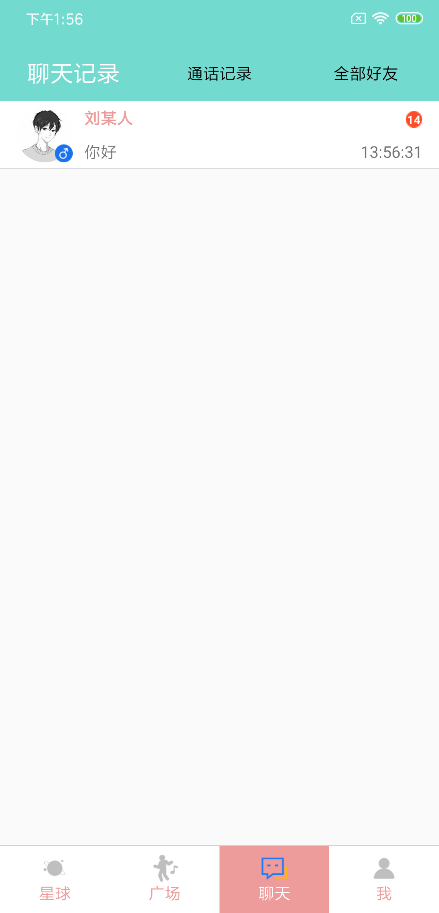 下午1:56
100
聊天记录 通话记录 全部好友
刘某人
14
你好
13:56:31
星球 广场 聊天 我